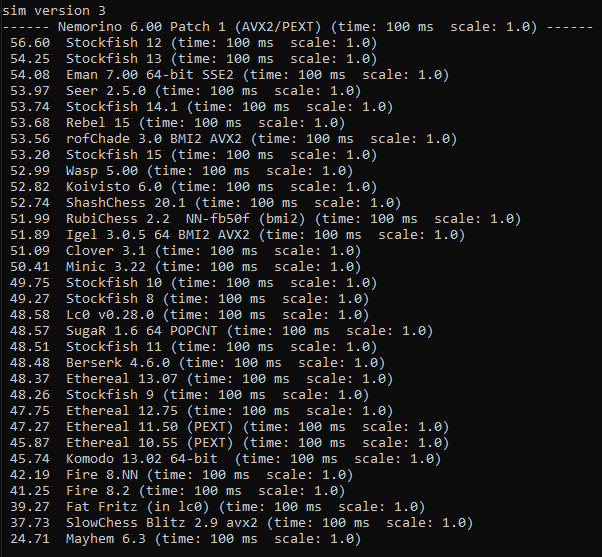 sim version 3
------ Nemorino 6.00 Patch 1 (AVX2/PEXT) (time: 100 ms  scale: 1.0) ------
56.60  Stockfish 12 (time: 100 ms  scale: 1.0)
54.25  Stockfish 13 (time: 100 ms  scale: 1.0)
54.08  Eman 7.00 64-bit SSE2 (time: 100 ms  scale: 1.0)
53.97  Seer 2.5.0 (time: 100 ms  scale: 1.0)
53.74  Stockfish 14.1 (time: 100 ms  scale: 1.0)
53.68  Rebel 15 (time: 100 ms  scale: 1.0)
53.56  rofChade 3.0 BMI2 AVX2 (time: 100 ms  scale: 1.0)
53.20  Stockfish 15 (time: 100 ms  scale: 1.0)
52.99  Wasp 5.00 (time: 100 ms  scale: 1.0)
52.82  Koivisto 6.0 (time: 100 ms  scale: 1.0)
52.74  ShashChess 20.1 (time: 100 ms  scale: 1.0)
51.99  RubiChess 2.2  NN-fb50f (bmi2) (time: 100 ms  scale: 1.0)
51.89  Igel 3.0.5 64 BMI2 AVX2 (time: 100 ms  scale: 1.0)
51.09  Clover 3.1 (time: 100 ms  scale: 1.0)
50.41  Minic 3.22 (time: 100 ms  scale: 1.0)
49.75  Stockfish 10 (time: 100 ms  scale: 1.0)
49.27  Stockfish 8 (time: 100 ms  scale: 1.0)
48.58  Lc0 v0.28.0 (time: 100 ms  scale: 1.0)
48.57  SugaR 1.6 64 POPCNT (time: 100 ms  scale: 1.0)
48.51  Stockfish 11 (time: 100 ms  scale: 1.0)
48.48  Berserk 4.6.0 (time: 100 ms  scale: 1.0)
48.37  Ethereal 13.07 (time: 100 ms  scale: 1.0)
48.26  Stockfish 9 (time: 100 ms  scale: 1.0)
47.75  Ethereal 12.75 (time: 100 ms  scale: 1.0)
47.27  Ethereal 11.50 (PEXT) (time: 100 ms  scale: 1.0)
45.87  Ethereal 10.55 (PEXT) (time: 100 ms  scale: 1.0)
45.74  Komodo 13.02 64-bit  (time: 100 ms  scale: 1.0)
42.19  Fire 8.NN (time: 100 ms  scale: 1.0)
41.25  Fire 8.2 (time: 100 ms  scale: 1.0)
39.27  Fat Fritz (in lc0) (time: 100 ms  scale: 1.0)
37.73  SlowChess Blitz 2.9 avx2 (time: 100 ms  scale: 1.0)
24.71  Mayhem 6.3 (time: 100 ms  scale: 1.0)